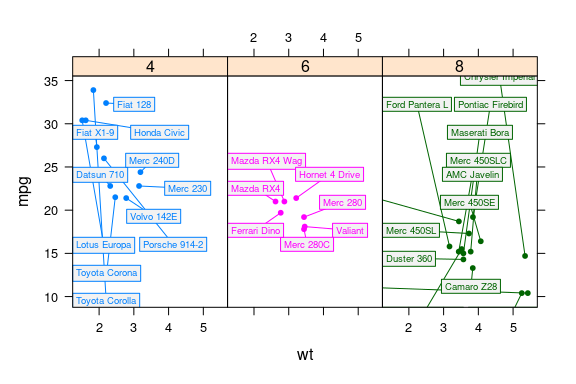 2 3 4 5
4 6 8
mpg
35
30
25
20
15
10
Fiat 128
Fiat X1-9
Honda Civic
Merc 240D
Datsun 710
Merc 230
Volvo 142E
Lotus Europa
Porsche 914-2
Toyota Corona
Toyota Corolla
Mazda RX4 Wag
Hornet 4 Drive
Mazda RX4
Merc 280
Ferrari Dino
Valiant
Merc 280C
Chrysler Imperial
Ford Pantera L
Pontiac Firebird
Maserati Bora
Merc 450SLC
AMC Javelin
Merc 450SE
Merc 450SL
Duster 360
Camaro Z28
2 3 4 5
2 3 4 5
wt